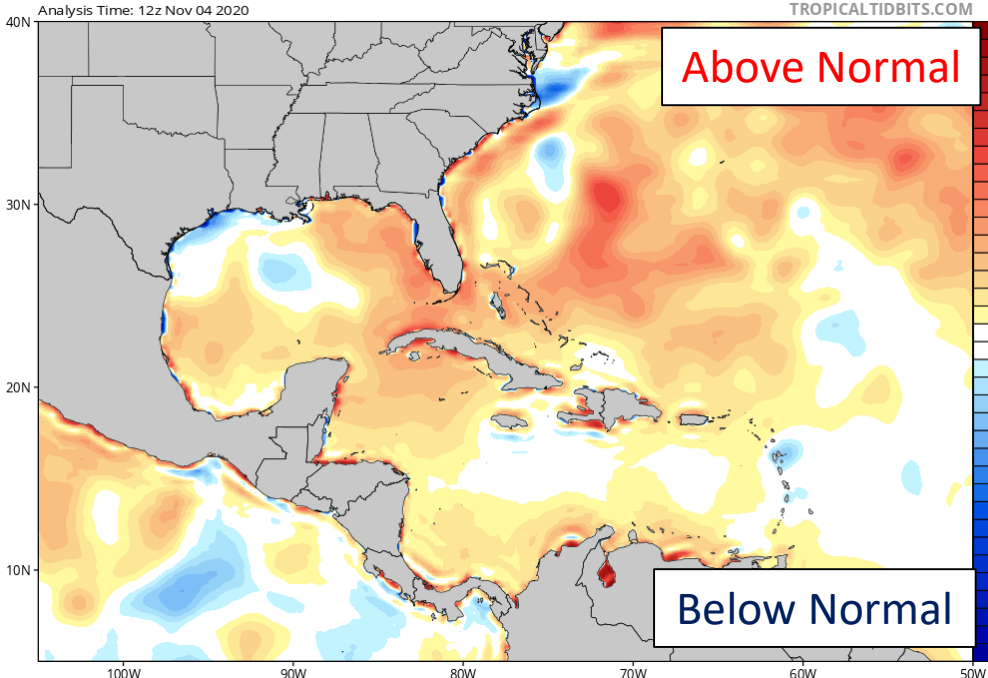 Analysis Time: 12z Nov 04 2020
TROPICALTIDBITS.COM
40N
Above Normal
30N
20N
10N
Below Normal
100W
90W
80W
70W
60W
50W